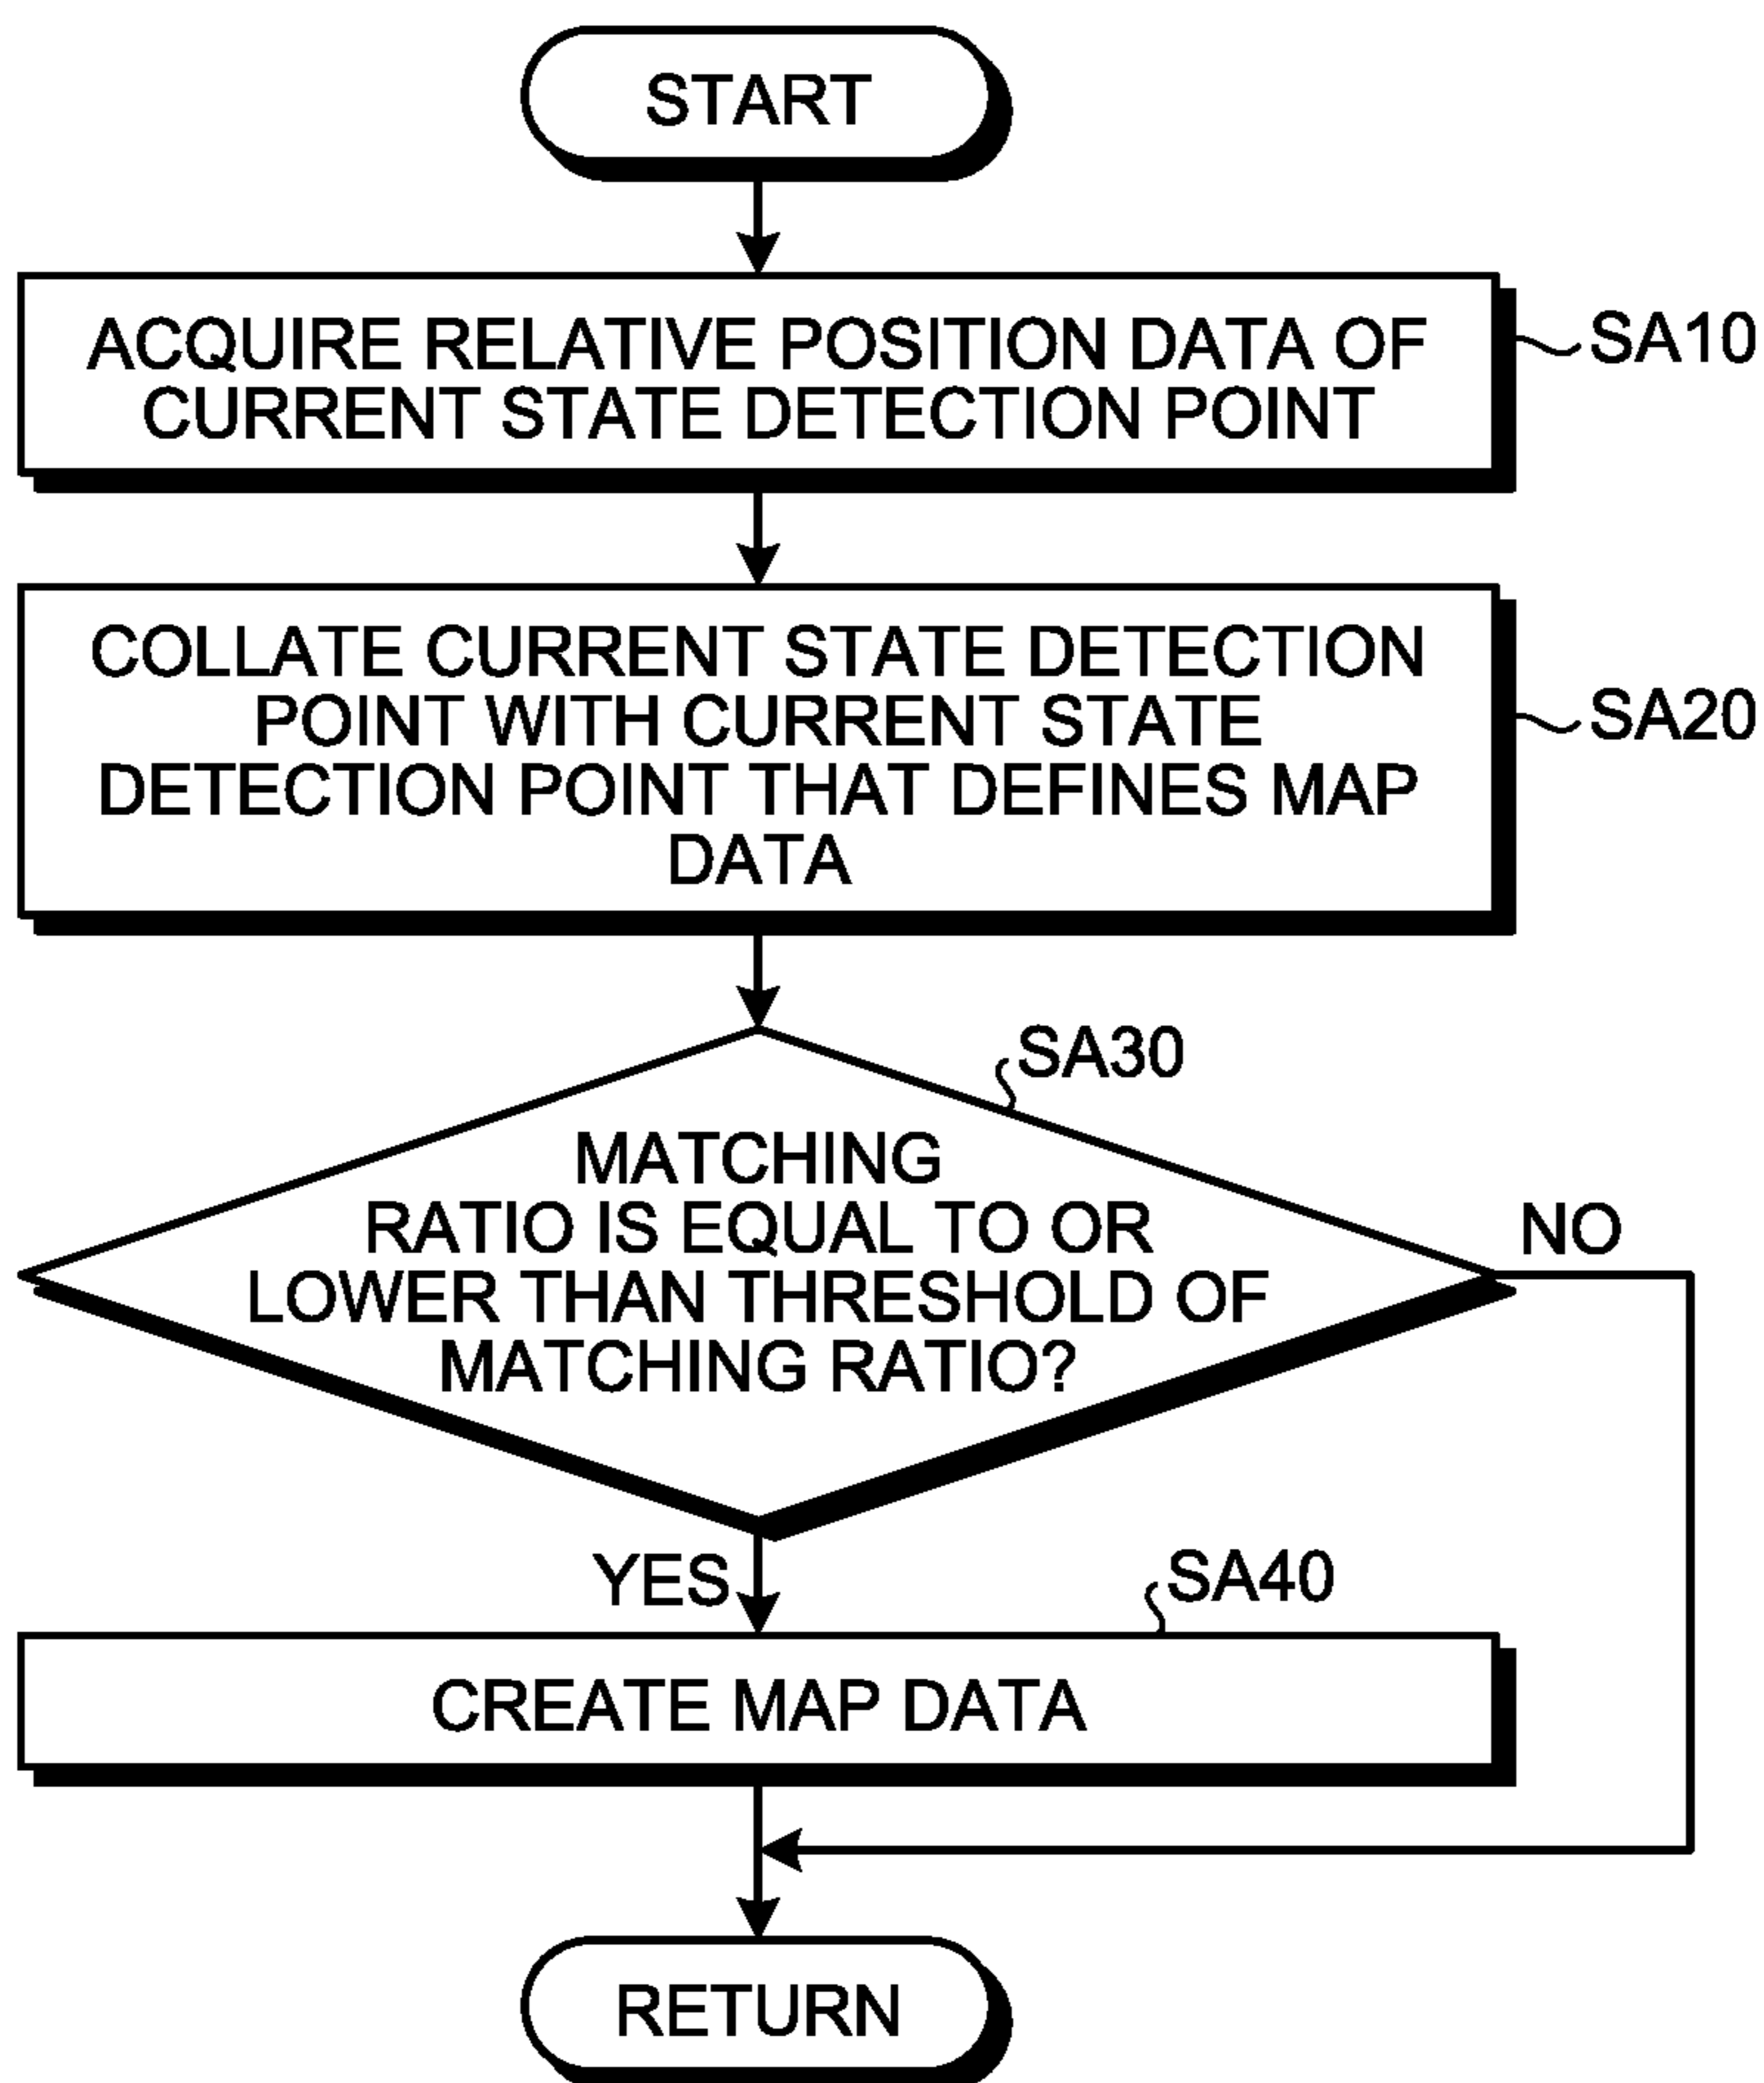 START
ACQUIRE RELATIVE POSITION DATA OF
CURRENT STATE DETECTION POINT
SA10
COLLATE CURRENT STATE DETECTION
POINT WITH CURRENT STATE
DETECTION POINT THAT DEFINES MAP
DATA
SA20
SA30
MATCHING
RATIO IS EQUAL TO OR
LOWER THAN THRESHOLD OF
MATCHING RATIO?
NO
YES
SA40
CREATE MAP DATA
RETURN